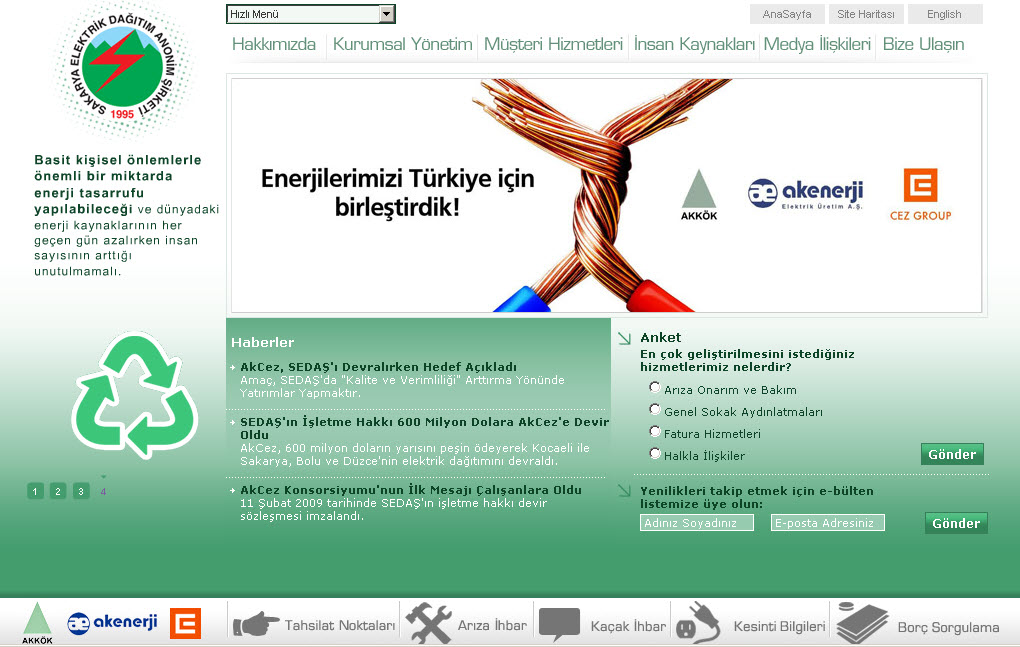 SAKARYA ELEKTRİK DAĞITIM ANONİM ŞİRKETİ
1995
Hızlı Menü
AnaSayfa
Site Haritası
English
Hakkımızda
Kurumsal Yönetim
Müşteri Hizmetleri
İnsan Kaynakları
Medya İlişkileri
Bize Ulaşın
Basit kişisel önlemlerle
önemli bir miktarda
enerji tasarrufu
yapılabileceği ve dünyadaki
enerji kaynaklarının her
geçen gün azalırken insan
sayısının arttığı
unutulmamalı.
1 2 3 4
Enerjilerimizi Türkiye için
birleştirdik!
AKKÖK
ae akenerji
Elektrik Üretim A.Ş.
CEZ GROUP
Haberler
AkCez, SEDAŞ'ı Devralırken Hedef Açıkladı
Amaç, SEDAŞ'da "Kalite ve Verimliliği" Arttırma Yönünde
Yatırımlar Yapmaktır.
SEDAŞ'ın İşletme Hakkı 600 Milyon Dolara AkCez'e Devir
Oldu
AkCez, 600 milyon doların yarısını peşin ödeyerek Kocaeli ile
Sakarya, Bolu ve Düzce'nin elektrik dağıtımını devraldı.
AkCez Konsorsiyumu'nun İlk Mesajı Çalışanlara Oldu
11 Şubat 2009 tarihinde SEDAŞ'ın işletme hakkı devir
sözleşmesi imzalandı.
Anket
En çok geliştirilmesini istediğiniz
hizmetlerimiz nelerdir?
Arıza Onarım ve Bakım
Genel Sokak Aydınlatmaları
Fatura Hizmetleri
Halkla İlişkiler
Gönder
Yenilikleri takip etmek için e-bülten
listemize üye olun:
Adınız Soyadınız
E-posta Adresiniz
Gönder
AKKÖK
ae akenerji
Tahsilat Noktaları
Arıza İhbar
Kaçak İhbar
Kesinti Bilgileri
Borç Sorgulama